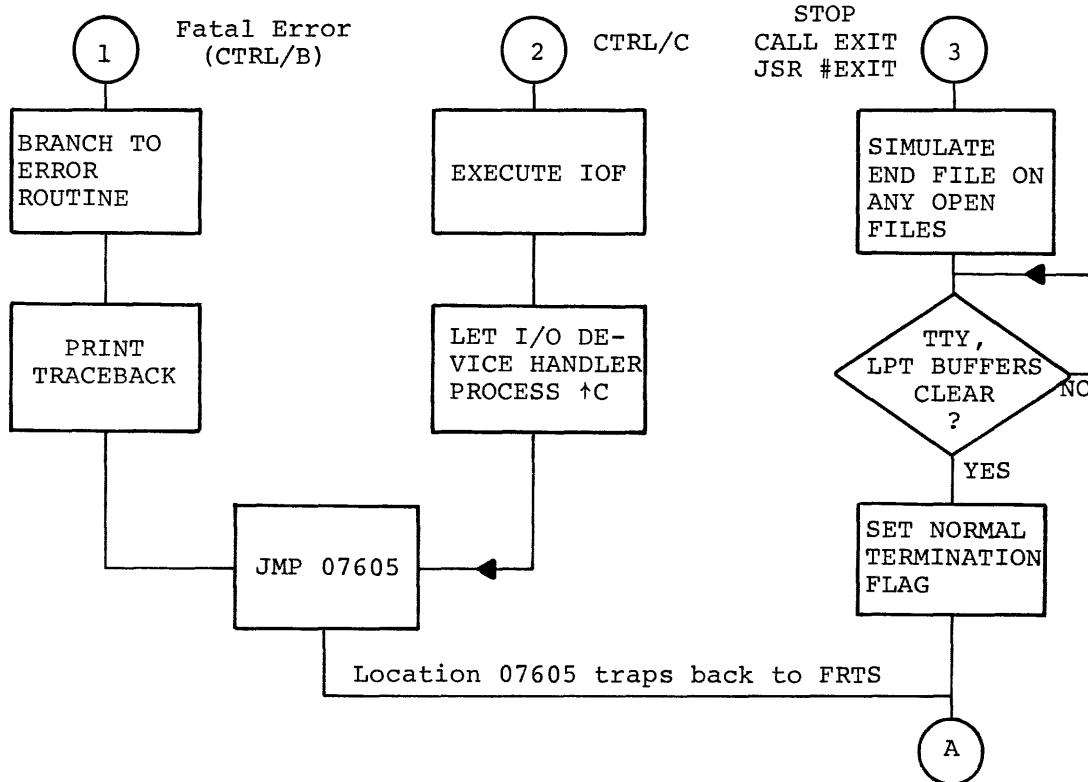 1
Fatal Error
(CTRL/B)
BRANCH TO
ERROR
ROUTINE
PRINT
TRACEBACK
2
CTRL/C
EXECUTE IOF
LET I/O DE-
VICE HANDLER
PROCESS ↑C
JMP 07605
STOP
CALL EXIT
JSR #EXIT
3
SIMULATE
END FILE ON
ANY OPEN
FILES
TTY,
LPT BUFFERS
CLEAR
?
NO
YES
SET NORMAL
TERMINATION
FLAG
Location 07605 traps back to FRTS
A